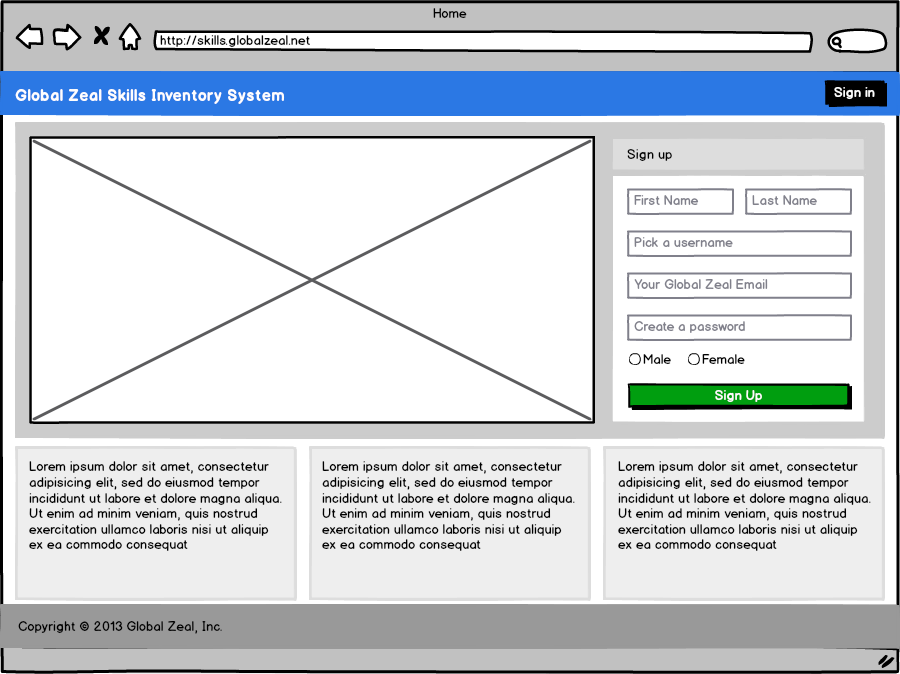 Home
http://skills.globalzeal.net
Global Zeal Skills Inventory System
Sign in
Sign up
First Name
Last Name
Pick a username
Your Global Zeal Email
Create a password
Male
Female
Sign Up
Lorem ipsum dolor sit amet, consectetur
adipisicing elit, sed do eiusmod tempor
incididunt ut labore et dolore magna aliqua.
Ut enim ad minim veniam, quis nostrud
exercitation ullamco laboris nisi ut aliquip
ex ea commodo consequat
Lorem ipsum dolor sit amet, consectetur
adipisicing elit, sed do eiusmod tempor
incididunt ut labore et dolore magna aliqua.
Ut enim ad minim veniam, quis nostrud
exercitation ullamco laboris nisi ut aliquip
ex ea commodo consequat
Lorem ipsum dolor sit amet, consectetur
adipisicing elit, sed do eiusmod tempor
incididunt ut labore et dolore magna aliqua.
Ut enim ad minim veniam, quis nostrud
exercitation ullamco laboris nisi ut aliquip
ex ea commodo consequat
Copyright © 2013 Global Zeal, Inc.